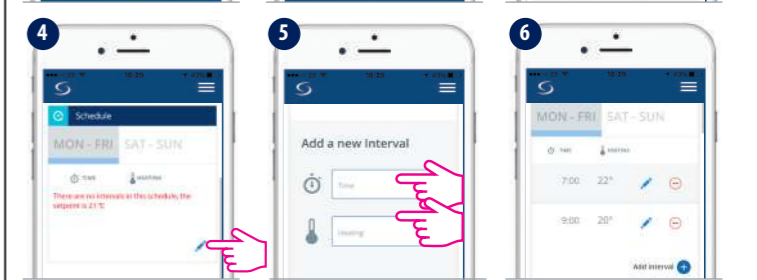 4
5
6
Schedule
MON - FRI SAT - SUN
TIME HEATING
There are no intervals in this schedule, the
setpoint is 21 °C
Add a new Interval
Time
Heating
MON - FRI SAT - SUN
TIME HEATING
7:00 22°
9:00 20°
Add interval